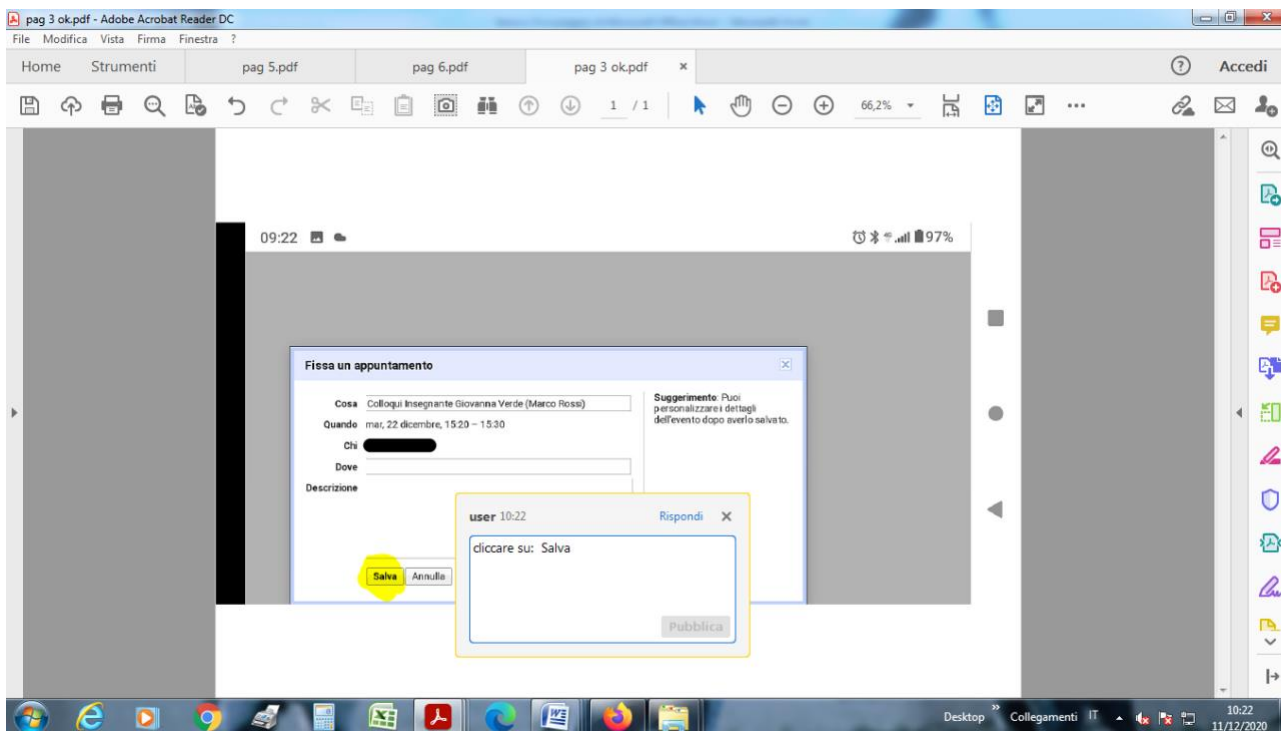 pag 3 ok.pdf - Adobe Acrobat Reader DC
File Modifica Vista Firma Finestra ?
Home Strumenti pag 5.pdf pag 6.pdf pag 3 ok.pdf × ? Accedi
1 / 1 66,2%
09:22 97%
Fissa un appuntamento
Cosa Colloqui Insegnante Giovanna Verde (Marco Rossi)
Quando mar, 22 dicembre, 15:20 – 15:30
Chi
Dove
Descrizione
Suggerimento: Puoi
personalizzare i dettagli
dell'evento dopo averlo salvato.
Salva Annulla
user 10:22 Rispondi
cliccare su: Salva
Pubblica
Desktop Collegamenti IT 10:22
11/12/2020